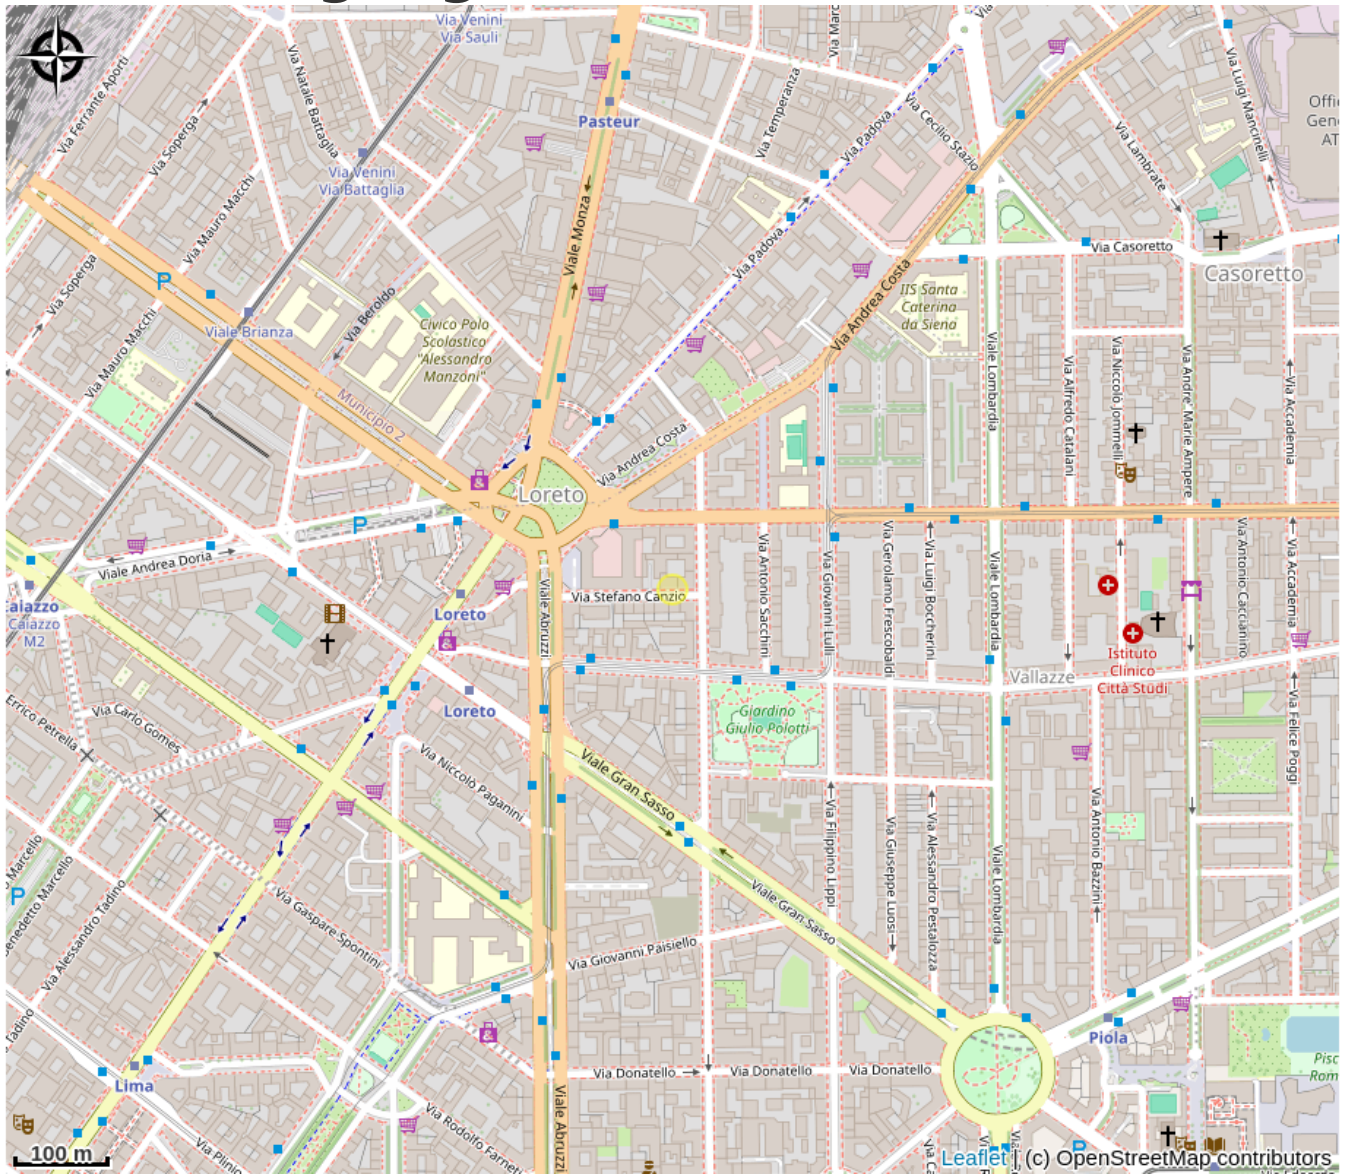 Via Venini
Via Sauli
Via Ferrante Aporti
Via Soperga
Via Natale Battaglia
Pasteur
Via Temperanza
Via Padova
Via Cecilio Stazio
Via Lambrate
Via Luigi Mancinelli
Via Venini
Via Battaglia
Via Mauro Macchi
Viale Monza
Via Padova
Via Casoretto
Casoretto
Via Soperga
Viale Brianza
Via Beroldo
Civico Polo
Scolastico
"Alessandro
Manzoni"
Via Andrea Costa
IIS Santa
Caterina
da Siena
Via Mauro Macchi
Municipio 2
Viale Lombardia
Via Alfredo Catalani
Via Niccolò Jommelli
Via Andre' Marie Ampere
Via Accademia
Via Andrea Costa
Loreto
P
P
Viale Andrea Doria
Caiazzo
M2
Loreto
Viale Abruzzi
Via Stefano Canzio
Via Antonio Sacchini
Via Giovanni Lulli
Via Gerolamo Frescobaldi
Via Luigi Boccherini
Viale Lombardia
Via Antonio Caccianino
Via Accademia
Istituto
Clinico
Città Studi
Vallazze
Loreto
Giardino
Giulio Polotti
Errico Petrella
Via Carlo Gomes
Via Niccolò Paganini
Viale Gran Sasso
Via Felice Poggi
Via Filippino Lippi
Via Giuseppe Luosi
Via Alessandro Pestalozza
Viale Lombardia
Via Antonio Bazzini
Marcello
Benedetto Marcello
P
Via Alessandro Tadino
Via Gaspare Spontini
Viale Gran Sasso
Via Giovanni Paisiello
Tadino
Lima
Via Donatello
Via Donatello
Via Donatello
Piola
Viale Abruzzi
Via Rodolfo Farneti
Via Plinio
P
100 m
Leaflet | (c) OpenStreetMap contributors